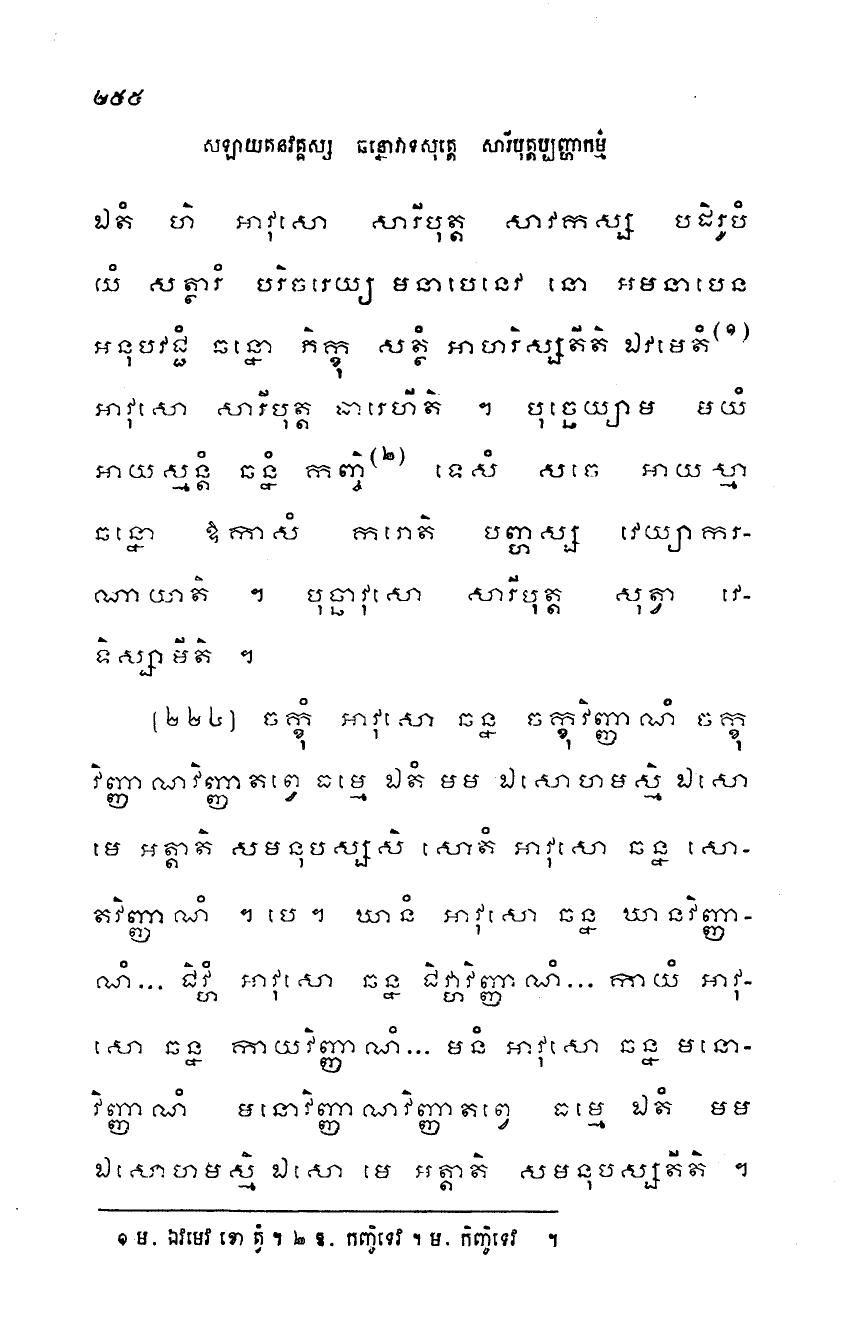 ២៥៥
សឡាយតនវគ្គស្ស ឆន្នោវាទសុត្តេ សារីបុត្តប្បញ្ហាកម្មំ
ឯតំ ហិ អាវុសោ សារីបុត្ត សាវកស្ស បដិរូបំ
យំ សត្ថារំ បរិចរេយ្យ មនាបេនេវ នោ អមនាបេន
អនុបវជ្ជំ ឆន្នោ ភិក្ខុ សត្ថំ អាហរិស្សតីតិ ឯវមេតំ(១)
អាវុសោ សារីបុត្ត ធារេហីតិ ។ បុច្ឆេយ្យាម មយំ
អាយស្មន្តំ ឆន្នំ កញ្ចិ(២) ទេសំ សចេ អាយស្មា
ឆន្នោ ឱកាសំ ករោតិ បញ្ហស្ស វេយ្យាករ-
ណាយាតិ ។ បុច្ឆាវុសោ សារីបុត្ត សុត្វា វេ-
ទិស្សាមីតិ ។
[២២៤] ចក្ខុំ អាវុសោ ឆន្ន ចក្ខុវិញ្ញាណំ ចក្ខុ
វិញ្ញាណវិញ្ញាតព្វេ ធម្មេ ឯតំ មម ឯសោហមស្មិ ឯសោ
មេ អត្តាតិ សមនុបស្សសិ សោតំ អាវុសោ ឆន្ន សោ-
តវិញ្ញាណំ ។ បេ ។ ឃានំ អាវុសោ ឆន្ន ឃានវិញ្ញា-
ណំ... ជិវ្ហំ អាវុសោ ឆន្ន ជិវ្ហាវិញ្ញាណំ... កាយំ អាវុ-
សោ ឆន្ន កាយវិញ្ញាណំ... មនំ អាវុសោ ឆន្ន មនោ-
វិញ្ញាណំ មនោវិញ្ញាណវិញ្ញាតព្វេ ធម្មេ ឯតំ មម
ឯសោហមស្មិ ឯសោ មេ អត្តាតិ សមនុបស្សតីតិ ។
១ ម. ឯវមេវ ខោ ត្វំ ។ ២ ឱ. កញ្ចិទេវ ។ ម. កិញ្ចិទេវ ។